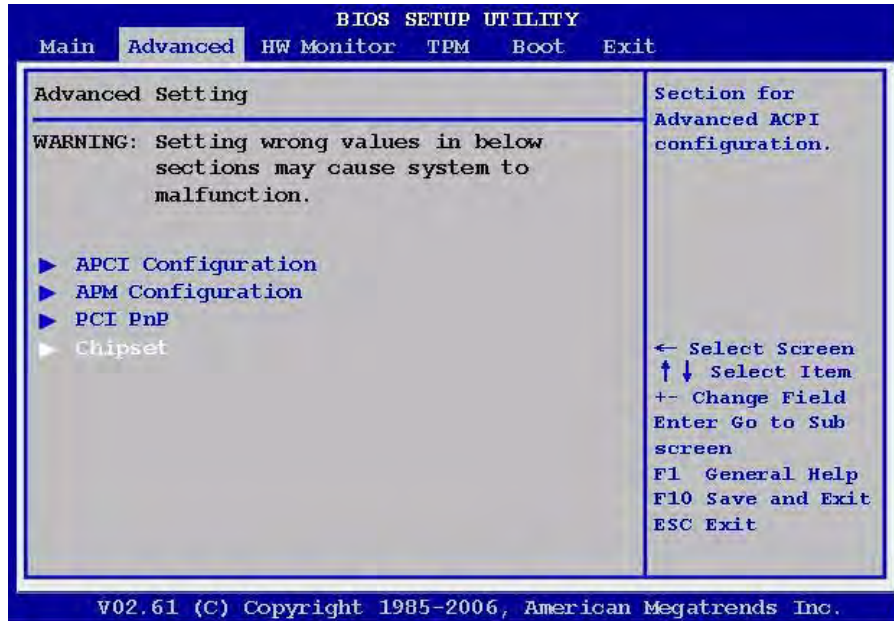 BIOS SETUP UTILITY
Main Advanced HW Monitor TPM Boot Exit
Advanced Setting
WARNING: Setting wrong values in below
sections may cause system to
malfunction.
▶ APCI Configuration
▶ APM Configuration
▶ PCI PnP
▶ Chipset
Section for
Advanced ACPI
configuration.
← Select Screen
↑↓ Select Item
+- Change Field
Enter Go to Sub
screen
F1 General Help
F10 Save and Exit
ESC Exit
V02.61 (C) Copyright 1985-2006, American Megatrends Inc.